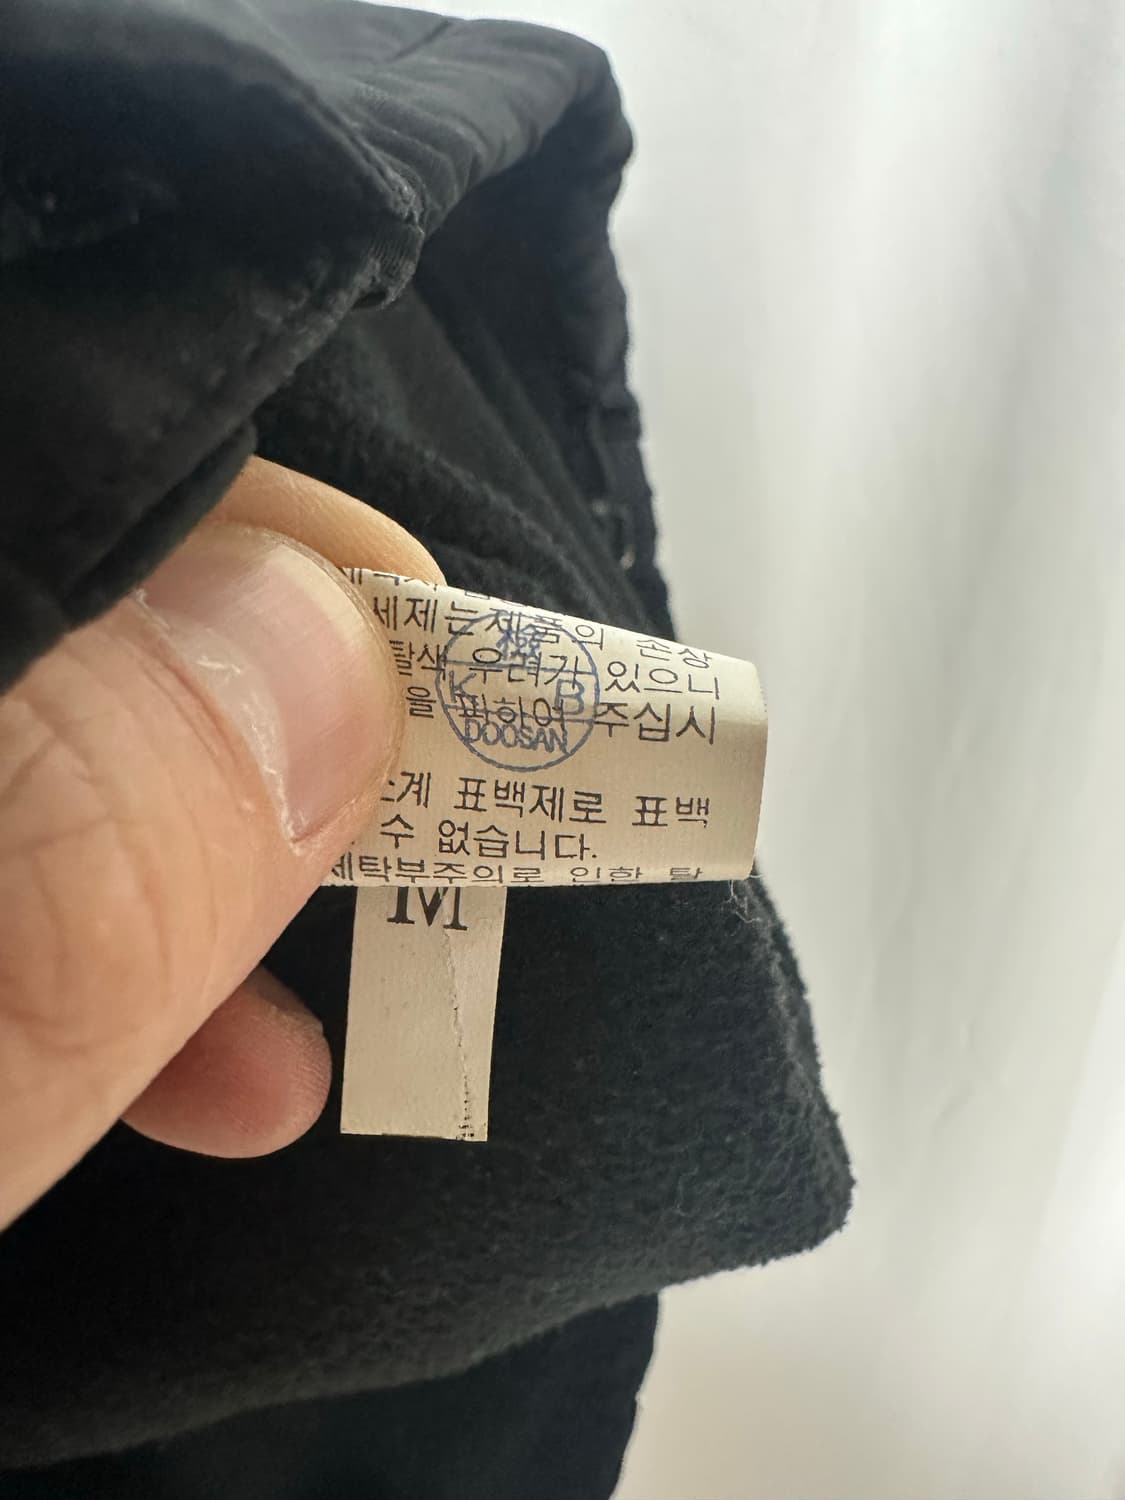 세제는 제품의 손상
탈색 우려가 있으니
을 피하여 주십시
K B
DOOSAN
계 표백제로 표백
수 없습니다.
세탁부주의로 인한 탈
M